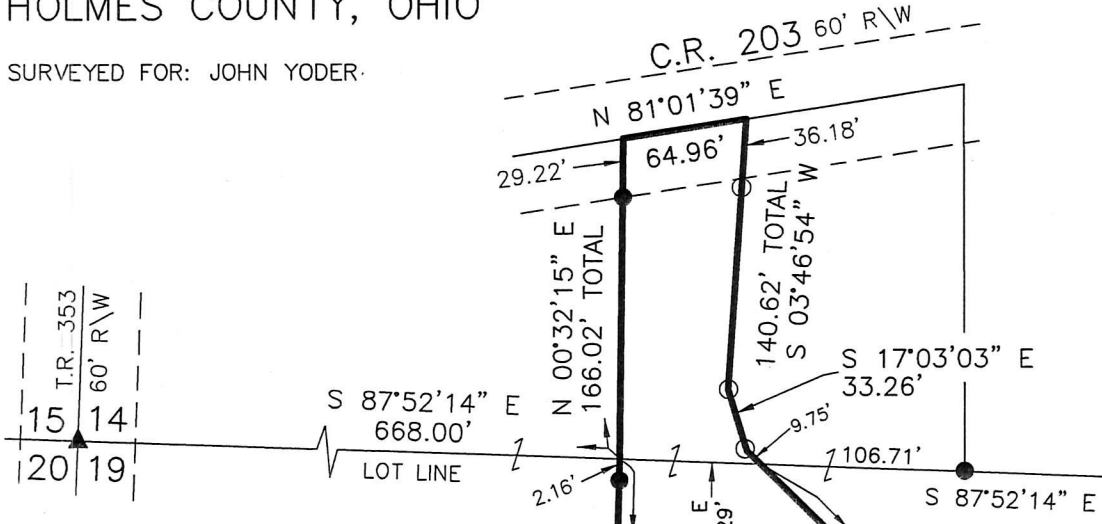 HOLMES COUNTY, OHIO
SURVEYED FOR: JOHN YODER
C.R. 203 60' R\W
N 81°01'39" E
64.96'
36.18'
29.22'
N 00°32'15" E
166.02' TOTAL
140.62' TOTAL
S 03°46'54" W
S 17°03'03" E
33.26'
T.R. 353
60' R\W
15 14
20 19
S 87°52'14" E
668.00'
LOT LINE
9.75'
106.71'
2.16'
E
29'
S 87°52'14" E